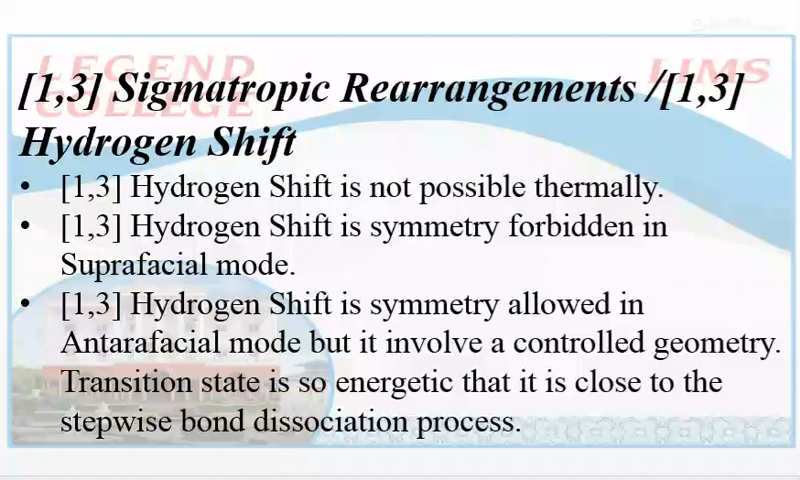 LEGEND
COLLEGE
LIMS
[1,3] Sigmatropic Rearrangements /[1,3]
Hydrogen Shift
• [1,3] Hydrogen Shift is not possible thermally.
• [1,3] Hydrogen Shift is symmetry forbidden in
Suprafacial mode.
• [1,3] Hydrogen Shift is symmetry allowed in
Antarafacial mode but it involve a controlled geometry.
Transition state is so energetic that it is close to the
stepwise bond dissociation process.